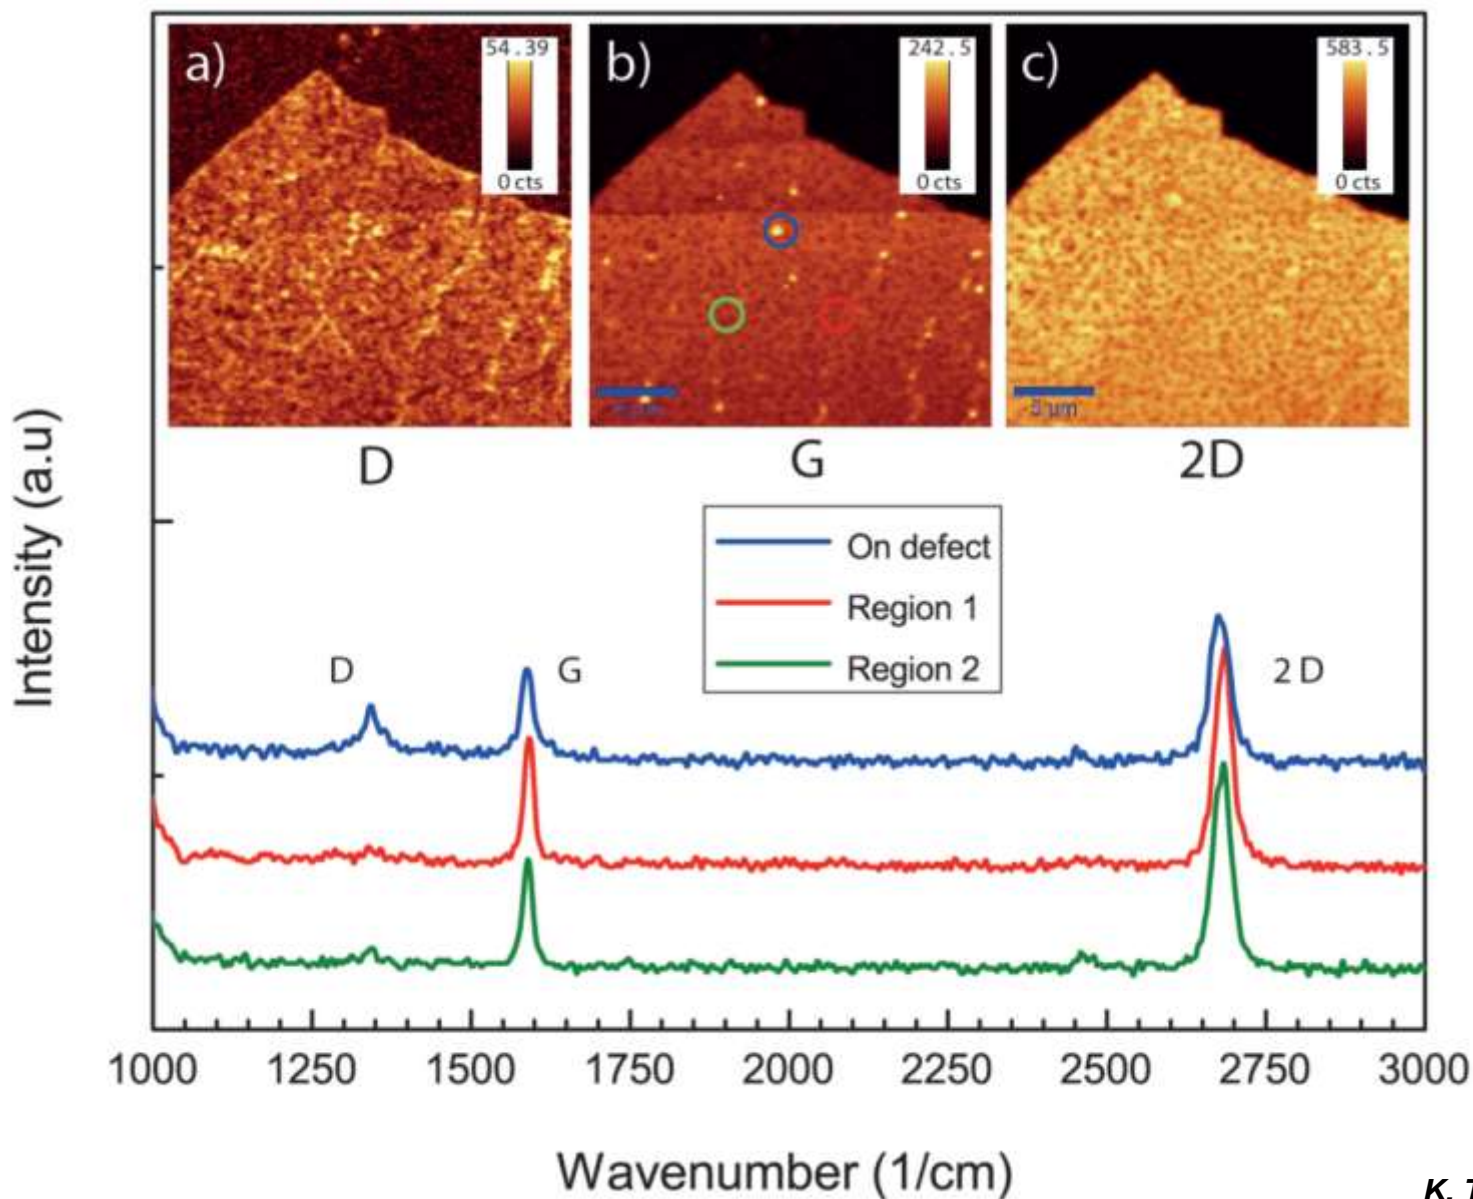 a)
54.39
0 cts
b)
242.5
0 cts
c)
583.5
0 cts
5 µm
D
G
2D
Intensity (a.u)
On defect
Region 1
Region 2
D
G
2 D
1000 1250 1500 1750 2000 2250 2500 2750 3000
Wavenumber (1/cm)